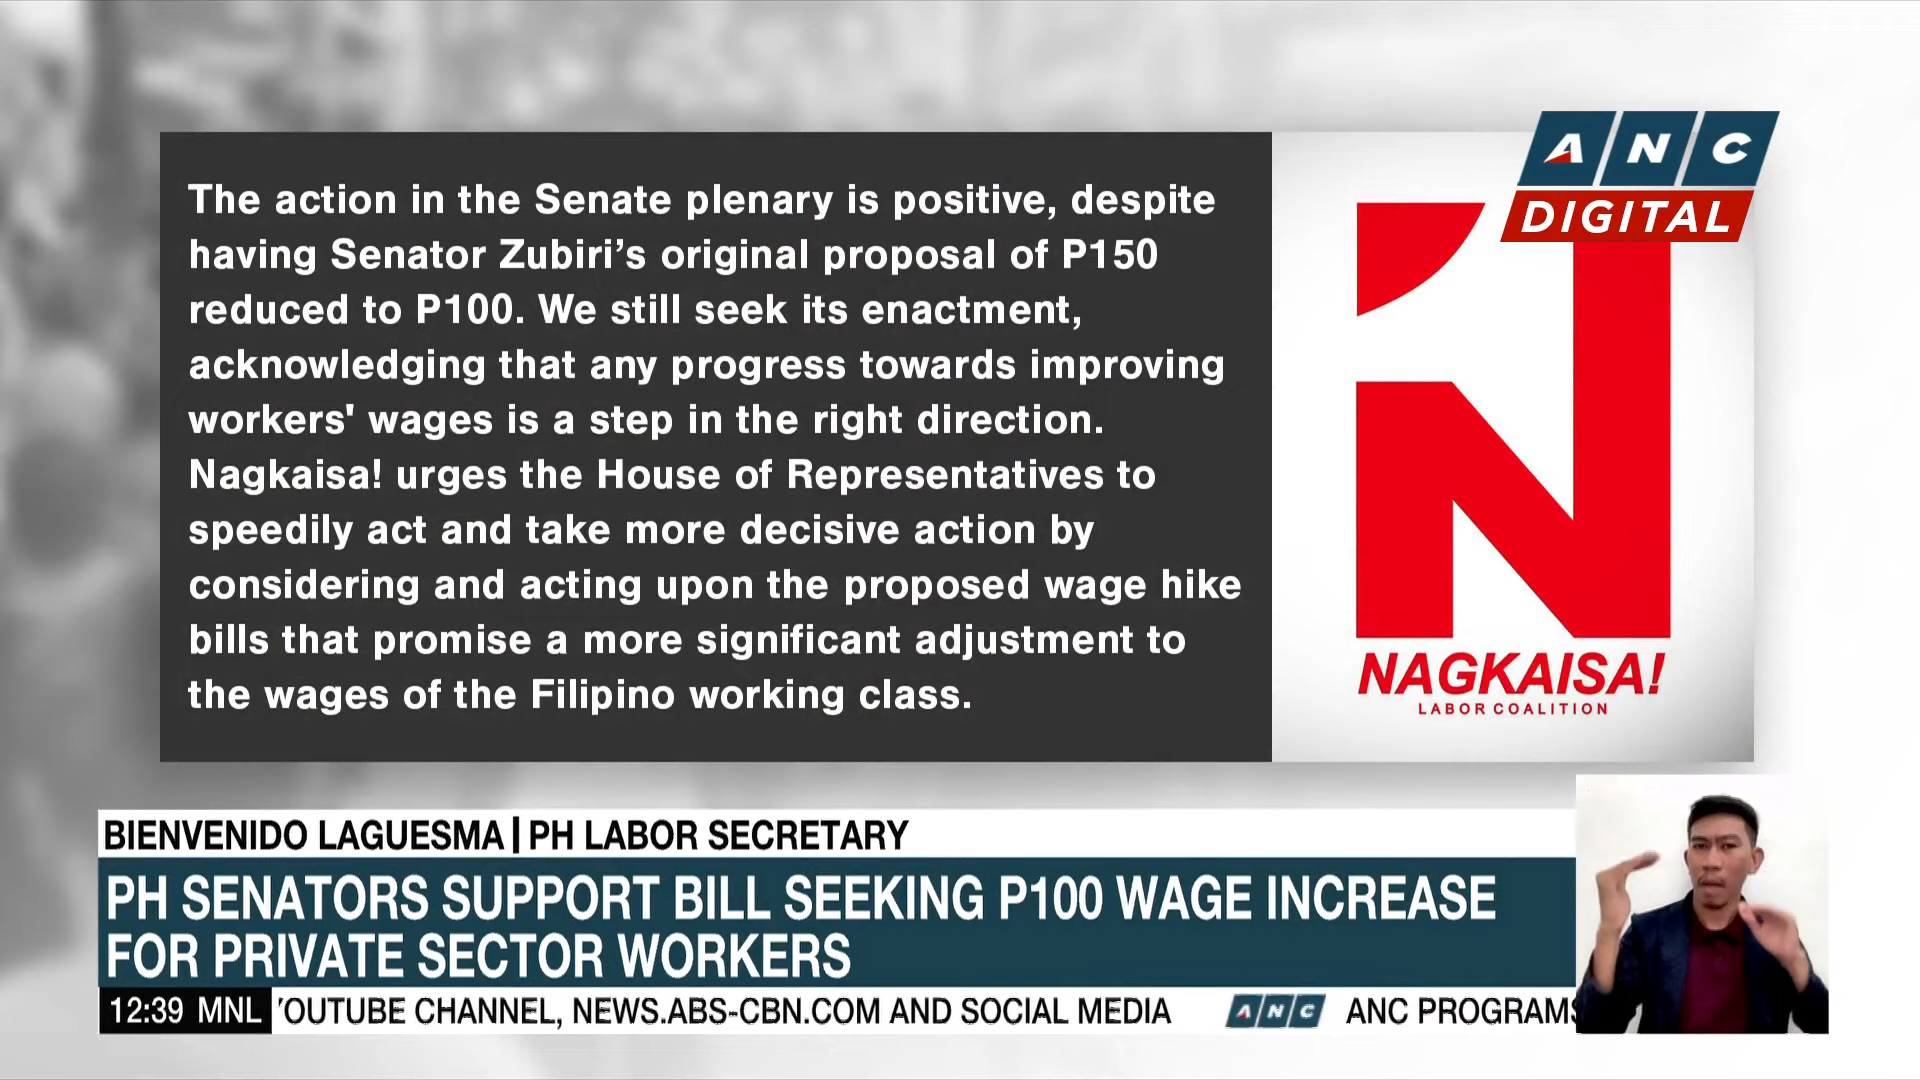 ANC
DIGITAL
The action in the Senate plenary is positive, despite
having Senator Zubiri’s original proposal of P150
reduced to P100. We still seek its enactment,
acknowledging that any progress towards improving
workers' wages is a step in the right direction.
Nagkaisa! urges the House of Representatives to
speedily act and take more decisive action by
considering and acting upon the proposed wage hike
bills that promise a more significant adjustment to
the wages of the Filipino working class.
N
NAGKAISA!
LABOR COALITION
BIENVENIDO LAGUESMA | PH LABOR SECRETARY
PH SENATORS SUPPORT BILL SEEKING P100 WAGE INCREASE
FOR PRIVATE SECTOR WORKERS
12:39 MNL YOUTUBE CHANNEL, NEWS.ABS-CBN.COM AND SOCIAL MEDIA ANC ANC PROGRAMS